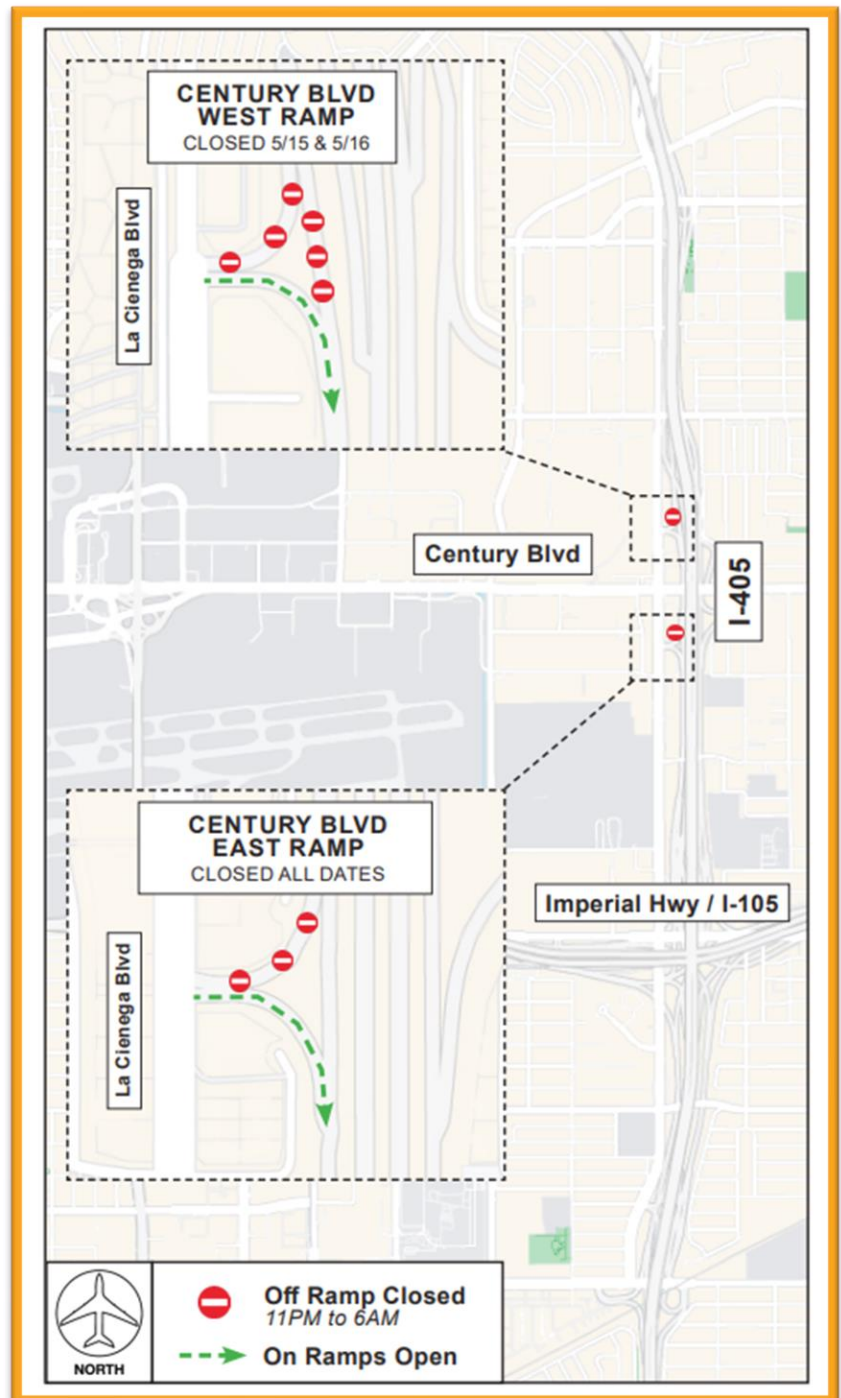 CENTURY BLVD
WEST RAMP
CLOSED 5/15 & 5/16
La Cienega Blvd
Century Blvd
I-405
CENTURY BLVD
EAST RAMP
CLOSED ALL DATES
La Cienega Blvd
Imperial Hwy / I-105
NORTH
Off Ramp Closed
11PM to 6AM
On Ramps Open